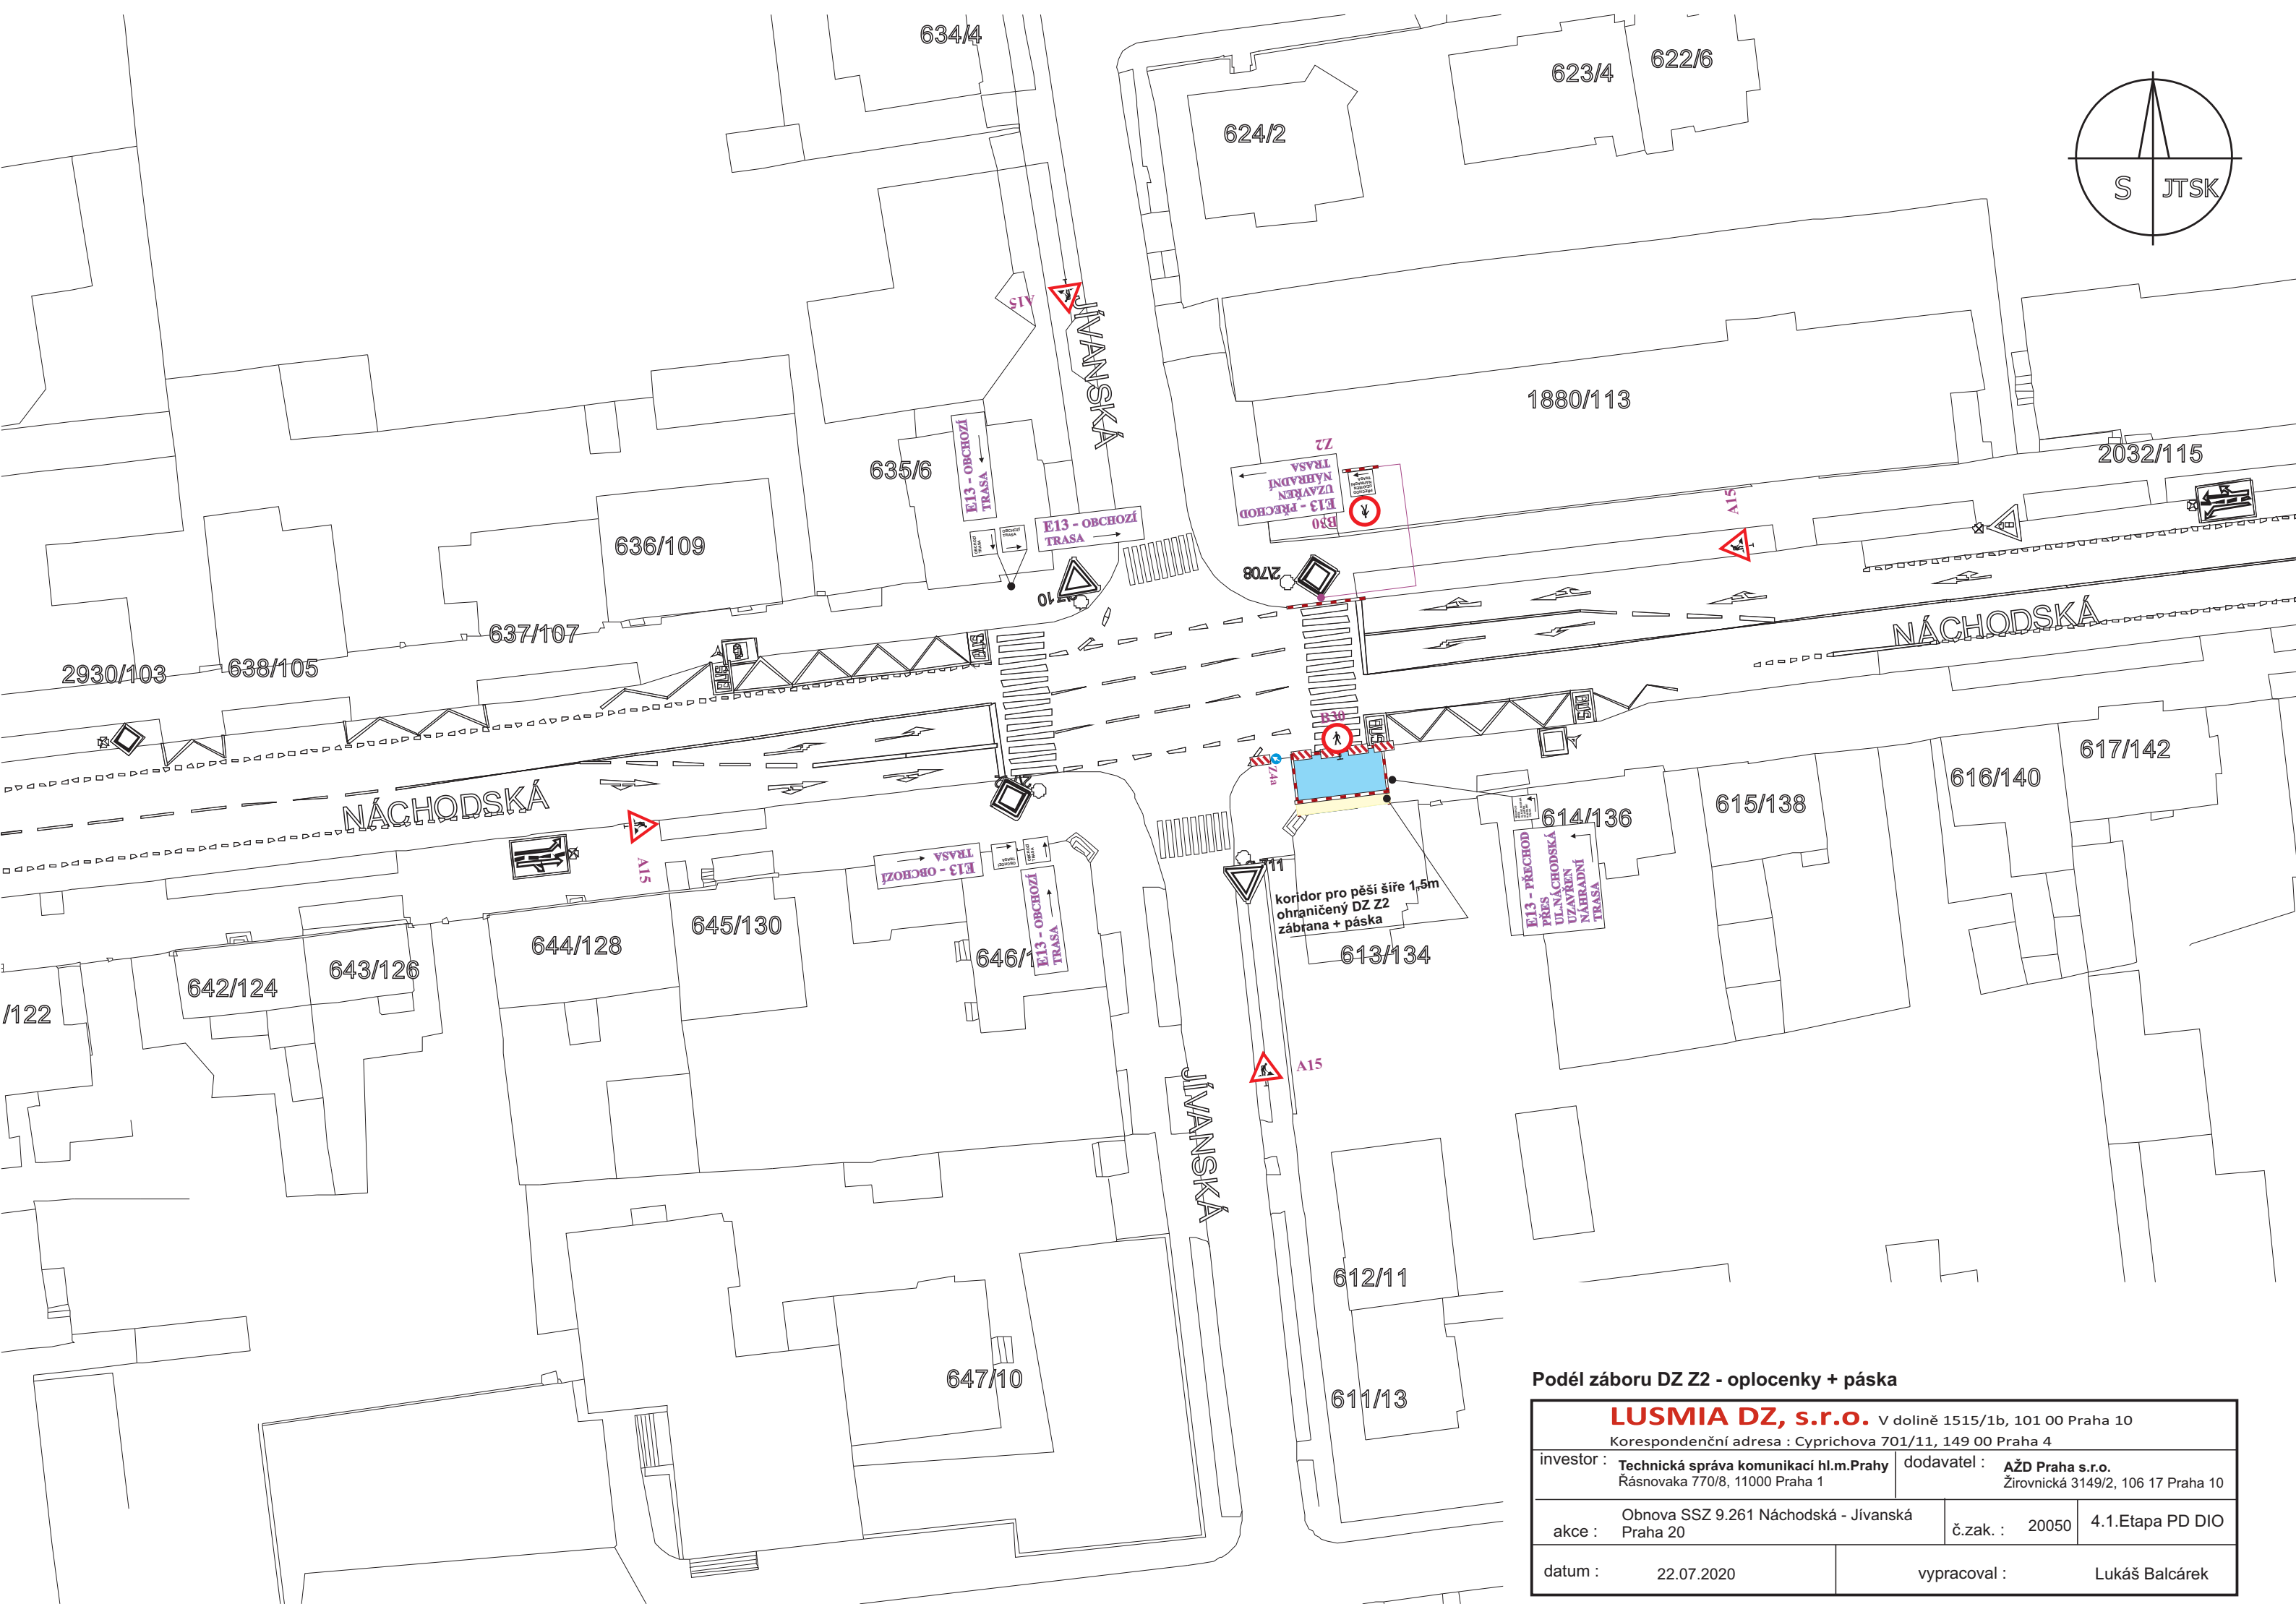 634/4
623/4
622/6
624/2
S JTSK
A15
JÍVANSKÁ
1880/113
2032/115
635/6
E13 - OBCHOZÍ
TRASA
E13 - OBCHOZÍ
TRASA
Z2
E13 - PŘECHOD
UZAVŘEN
NÁHRADNÍ
TRASA
B30
A15
636/109
2\708
637/107
638/105
2930/103
BUS
BUS
NÁCHODSKÁ
NÁCHODSKÁ
B30
BUS
BUS
Z4a
617/142
616/140
615/138
614/136
A15
E13 - OBCHOZÍ
TRASA
E13 - OBCHOZÍ
TRASA
E13 - PŘECHOD
PŘES
UL.NÁCHODSKÁ
UZAVŘEN
NÁHRADNÍ
TRASA
koridor pro pěší šíře 1,5m
ohraničený DZ Z2
zábrana + páska
613/134
645/130
644/128
643/126
642/124
/122
A15
JÍVANSKÁ
612/11
611/13
647/10
Podél záboru DZ Z2 - oplocenky + páska
LUSMIA DZ, s.r.o. V dolině 1515/1b, 101 00 Praha 10
Korespondenční adresa : Cyprichova 701/11, 149 00 Praha 4
investor : Technická správa komunikací hl.m.Prahy
Řásnovaka 770/8, 11000 Praha 1
dodavatel : AŽD Praha s.r.o.
Žirovnická 3149/2, 106 17 Praha 10
akce : Obnova SSZ 9.261 Náchodská - Jívanská
Praha 20
č.zak. : 20050
4.1.Etapa PD DIO
datum : 22.07.2020
vypracoval : Lukáš Balcárek